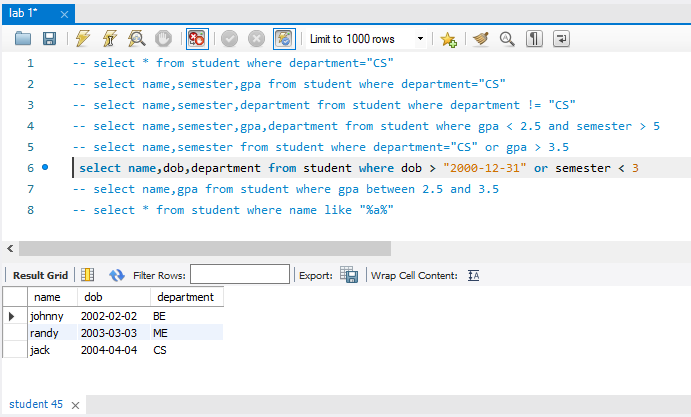 lab 1*
Limit to 1000 rows
1 -- select * from student where department="CS"
2 -- select name,semester,gpa from student where department="CS"
3 -- select name,semester,department from student where department != "CS"
4 -- select name,semester,gpa,department from student where gpa < 2.5 and semester > 5
5 -- select name,semester from student where department="CS" or gpa > 3.5
6 select name,dob,department from student where dob > "2000-12-31" or semester < 3
7 -- select name,gpa from student where gpa between 2.5 and 3.5
8 -- select * from student where name like "%a%"
Result Grid Filter Rows: Export: Wrap Cell Content: IA
name dob department
johnny 2002-02-02 BE
randy 2003-03-03 ME
jack 2004-04-04 CS
student 45